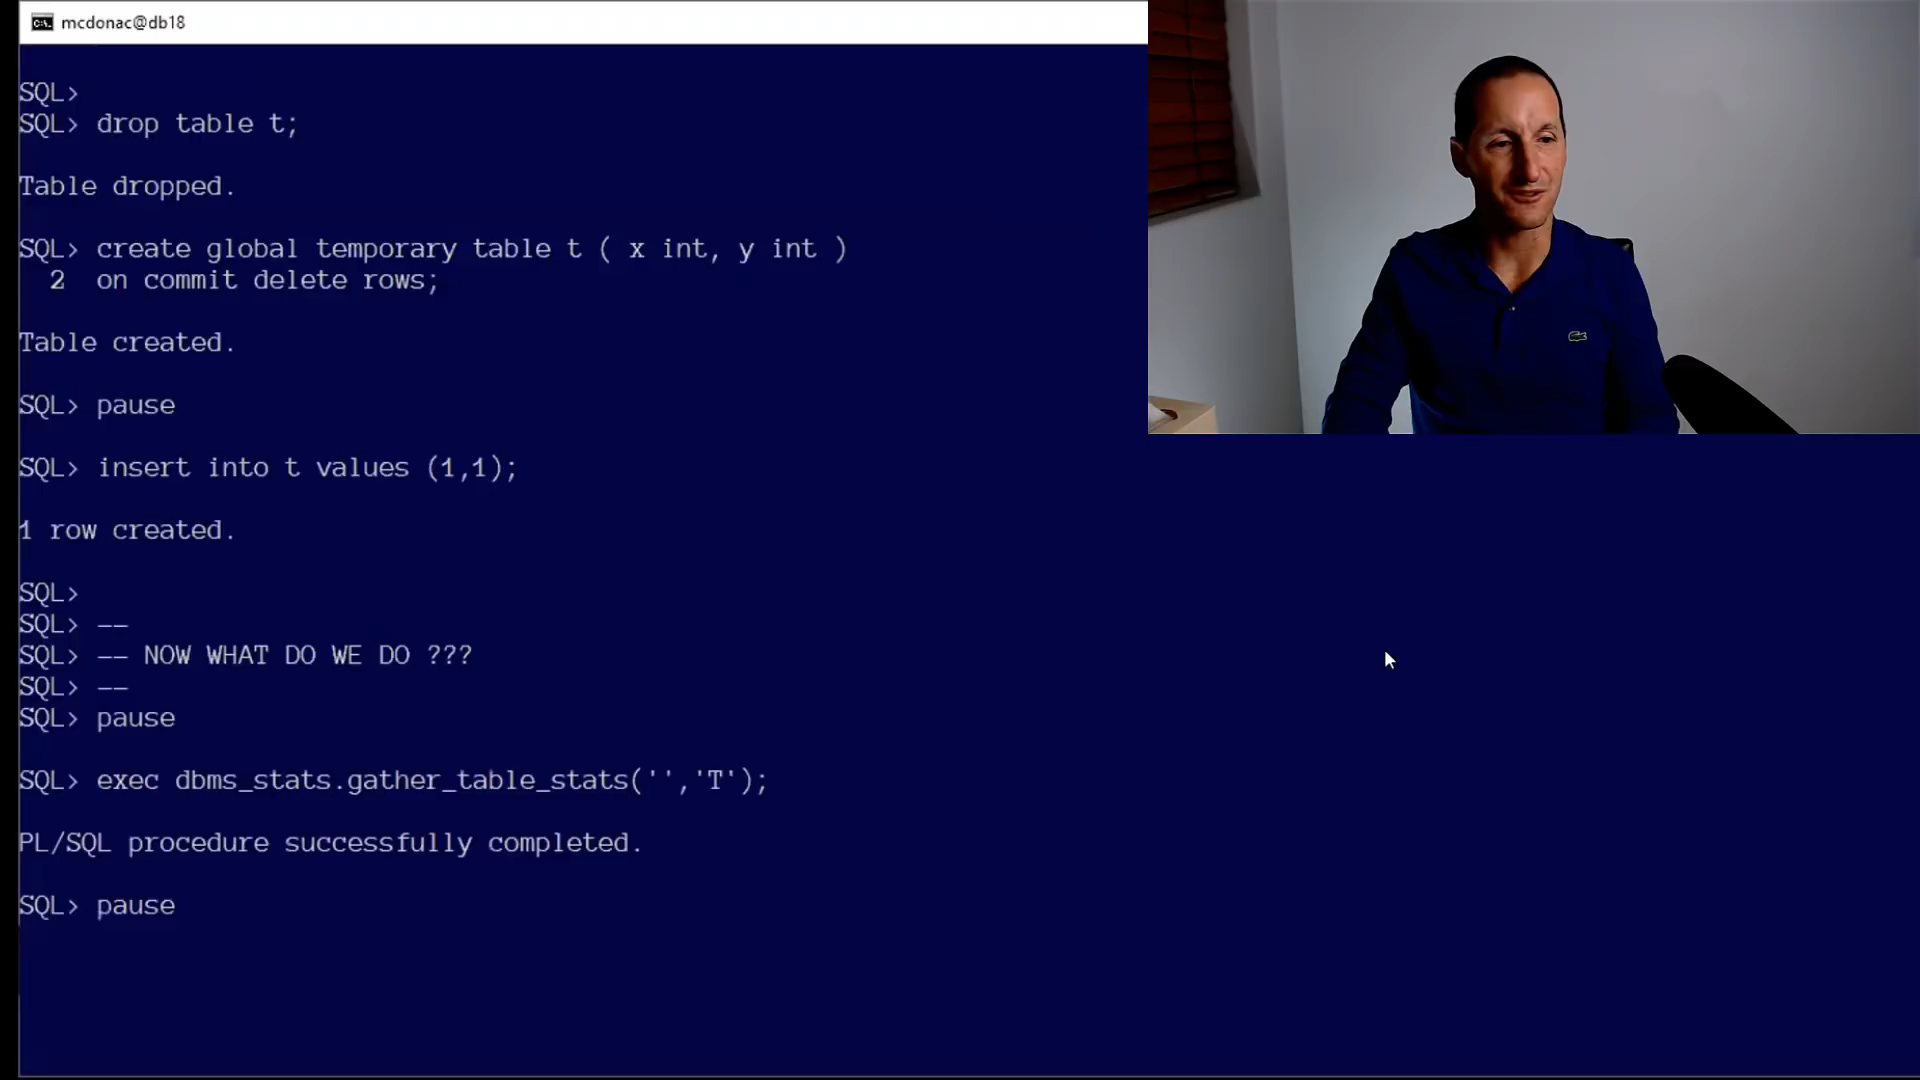 mcdonac@db18
SQL>
SQL> drop table t;
Table dropped.
SQL> create global temporary table t ( x int, y int )
2 on commit delete rows;
Table created.
SQL> pause
SQL> insert into t values (1,1);
1 row created.
SQL>
SQL> --
SQL> -- NOW WHAT DO WE DO ???
SQL> --
SQL> pause
SQL> exec dbms_stats.gather_table_stats('','T');
PL/SQL procedure successfully completed.
SQL> pause